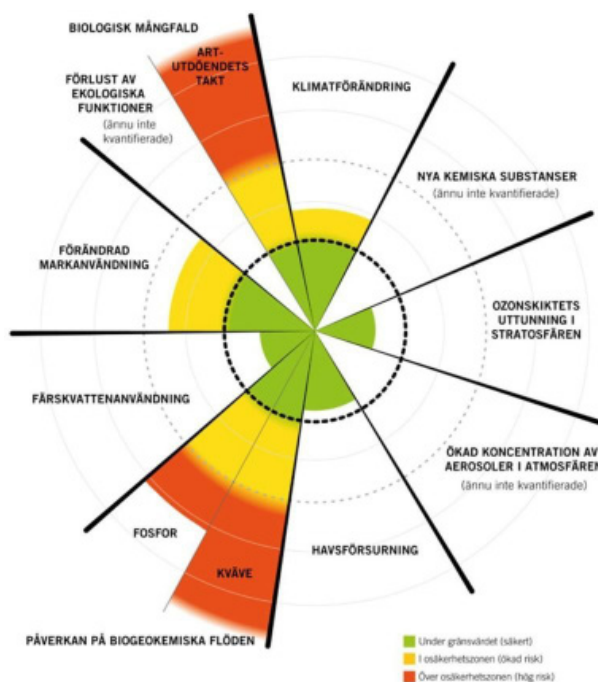 BIOLOGISK MÅNGFALD
ART-
UTDÖENDETS
TAKT
FÖRLUST AV
EKOLOGISKA
FUNKTIONER
(ännu inte
kvantifierade)
KLIMATFÖRÄNDRING
NYA KEMISKA SUBSTANSER
(ännu inte kvantifierade)
FÖRÄNDRAD
MARKANVÄNDNING
OZONSKIKTETS
UTTUNNING I
STRATOSFÄREN
FÄRSKVATTENANVÄNDNING
ÖKAD KONCENTRATION AV
AEROSOLER I ATMOSFÄREN
(ännu inte kvantifierade)
FOSFOR
HAVSFÖRSURNING
KVÄVE
PÅVERKAN PÅ BIOGEOKEMISKA FLÖDEN
Under gränsvärdet (säkert)
I osäkerhetszonen (ökad risk)
Över osäkerhetszonen (hög risk)